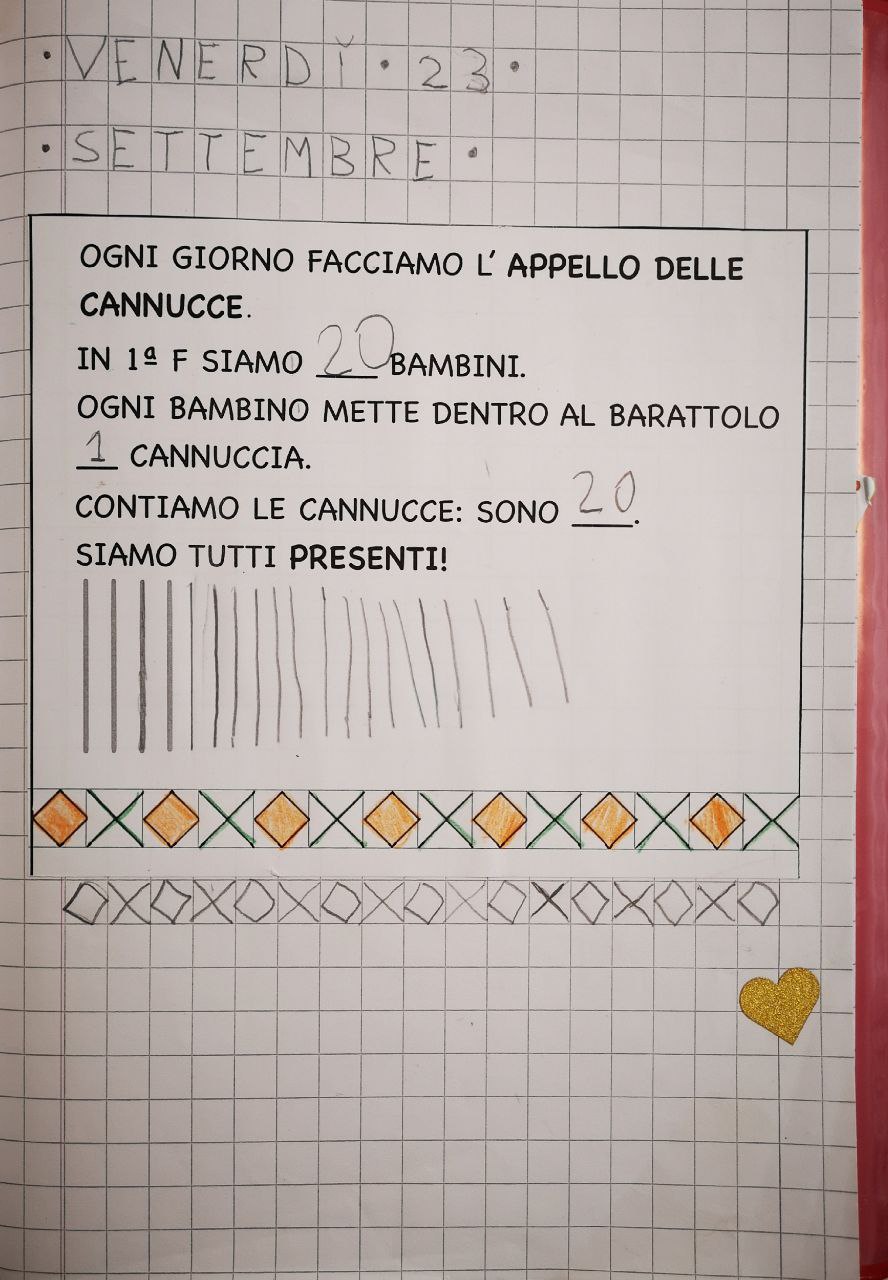 • VENERDÌ • 23 •
• SETTEMBRE •
OGNI GIORNO FACCIAMO L' APPELLO DELLE
CANNUCCE.
IN 1ª F SIAMO 20 BAMBINI.
OGNI BAMBINO METTE DENTRO AL BARATTOLO
1 CANNUCCIA.
CONTIAMO LE CANNUCCE: SONO 20.
SIAMO TUTTI PRESENTI!